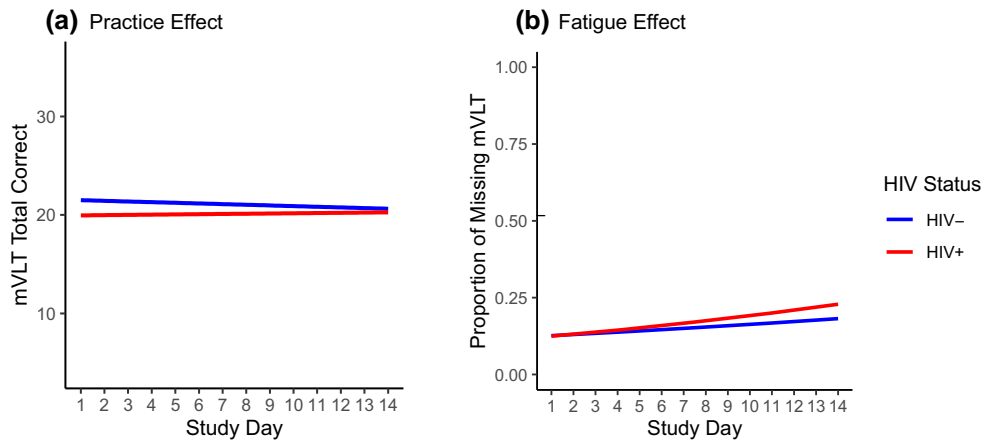 (a) Practice Effect
mVLT Total Correct
30
20
10
1 2 3 4 5 6 7 8 9 10 11 12 13 14
Study Day
(b) Fatigue Effect
Proportion of Missing mVLT
1.00
0.75
0.50
0.25
0.00
1 2 3 4 5 6 7 8 9 10 11 12 13 14
Study Day
HIV Status
HIV−
HIV+